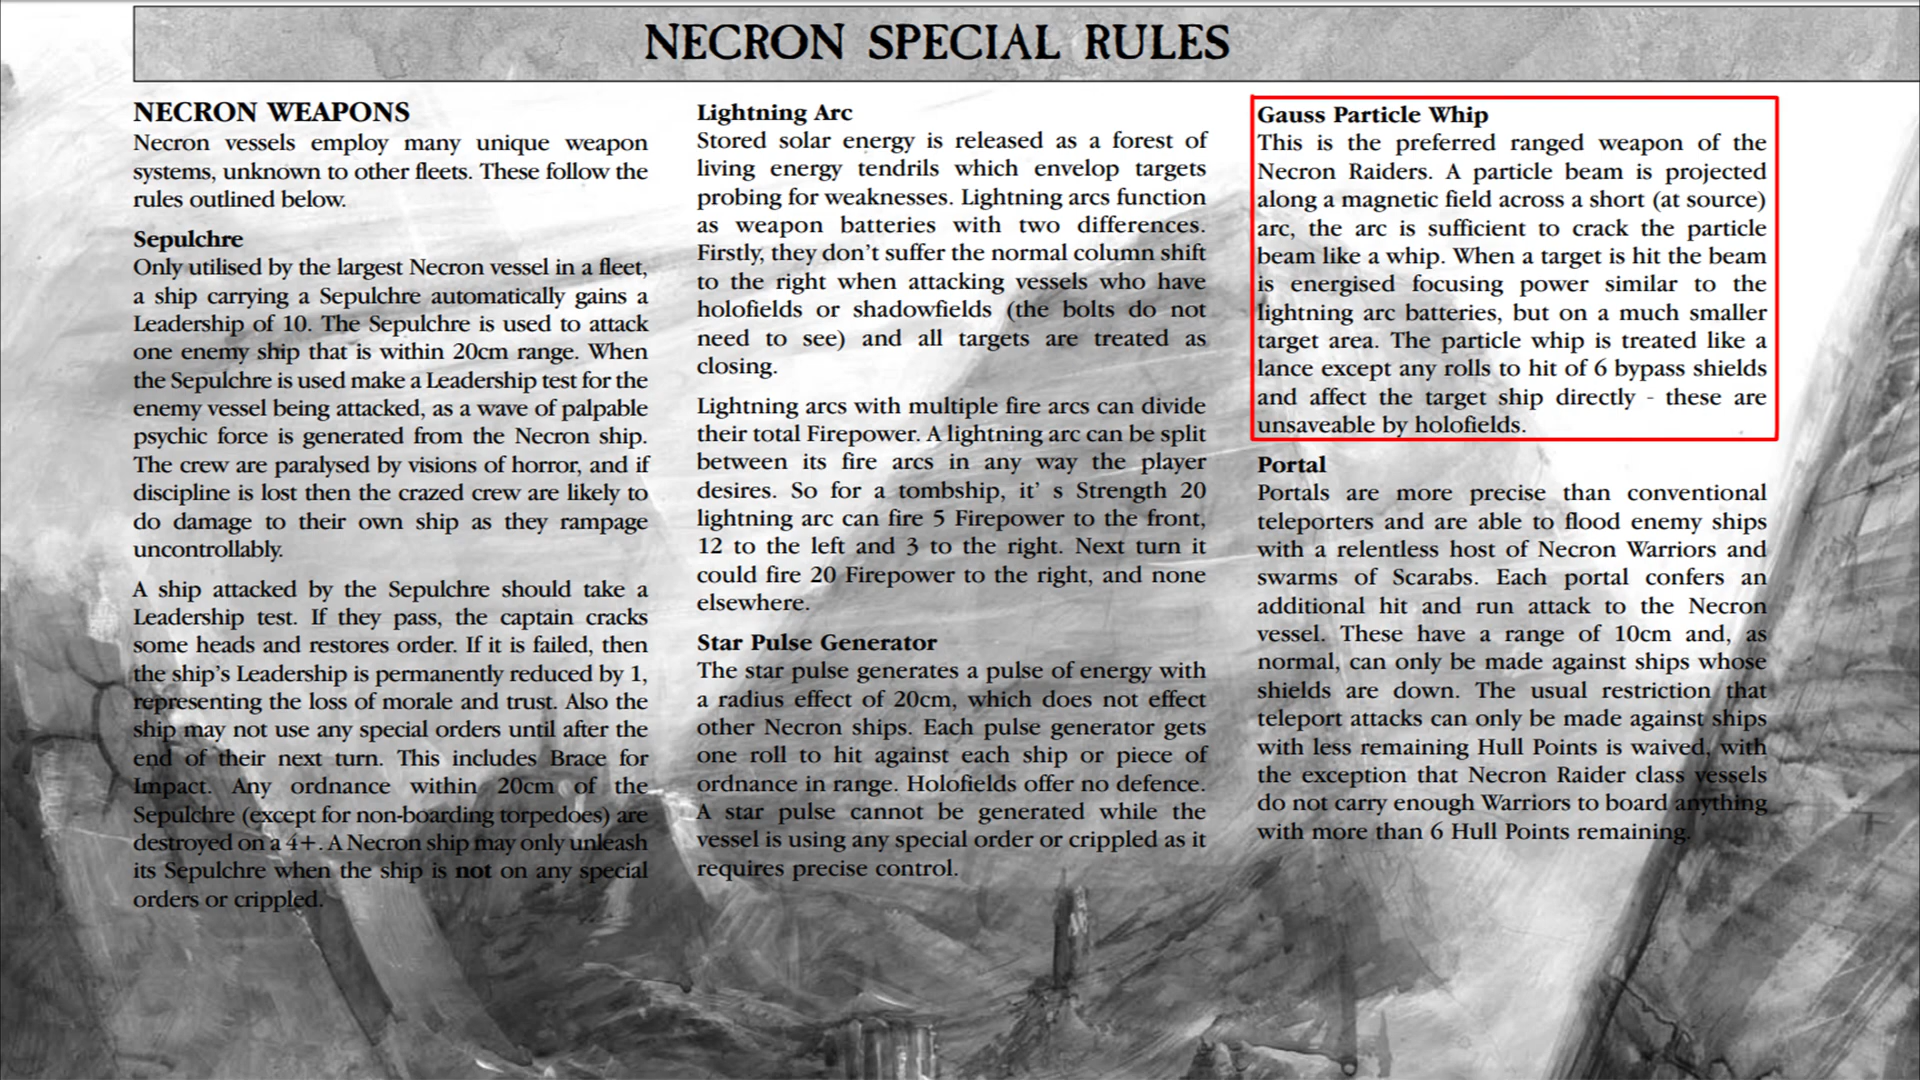 NECRON SPECIAL RULES
NECRON WEAPONS
Necron vessels employ many unique weapon
systems, unknown to other fleets. These follow the
rules outlined below.
Sepulchre
Only utilised by the largest Necron vessel in a fleet,
a ship carrying a Sepulchre automatically gains a
Leadership of 10. The Sepulchre is used to attack
one enemy ship that is within 20cm range. When
the Sepulchre is used make a Leadership test for the
enemy vessel being attacked, as a wave of palpable
psychic force is generated from the Necron ship.
The crew are paralysed by visions of horror, and if
discipline is lost then the crazed crew are likely to
do damage to their own ship as they rampage
uncontrollably.
A ship attacked by the Sepulchre should take a
Leadership test. If they pass, the captain cracks
some heads and restores order. If it is failed, then
the ship's Leadership is permanently reduced by 1,
representing the loss of morale and trust. Also the
ship may not use any special orders until after the
end of their next turn. This includes Brace for
Impact. Any ordnance within 20cm of the
Sepulchre (except for non-boarding torpedoes) are
destroyed on a 4+. A Necron ship may only unleash
its Sepulchre when the ship is not on any special
orders or crippled.
Lightning Arc
Stored solar energy is released as a forest of
living energy tendrils which envelop targets
probing for weaknesses. Lightning arcs function
as weapon batteries with two differences.
Firstly, they don't suffer the normal column shift
to the right when attacking vessels who have
holofields or shadowfields (the bolts do not
need to see) and all targets are treated as
closing.
Lightning arcs with multiple fire arcs can divide
their total Firepower. A lightning arc can be split
between its fire arcs in any way the player
desires. So for a tombship, it' s Strength 20
lightning arc can fire 5 Firepower to the front,
12 to the left and 3 to the right. Next turn it
could fire 20 Firepower to the right, and none
elsewhere.
Star Pulse Generator
The star pulse generates a pulse of energy with
a radius effect of 20cm, which does not effect
other Necron ships. Each pulse generator gets
one roll to hit against each ship or piece of
ordnance in range. Holofields offer no defence.
A star pulse cannot be generated while the
vessel is using any special order or crippled as it
requires precise control.
Gauss Particle Whip
This is the preferred ranged weapon of the
Necron Raiders. A particle beam is projected
along a magnetic field across a short (at source)
arc, the arc is sufficient to crack the particle
beam like a whip. When a target is hit the beam
is energised focusing power similar to the
lightning arc batteries, but on a much smaller
target area. The particle whip is treated like a
lance except any rolls to hit of 6 bypass shields
and affect the target ship directly - these are
unsaveable by holofields.
Portal
Portals are more precise than conventional
teleporters and are able to flood enemy ships
with a relentless host of Necron Warriors and
swarms of Scarabs. Each portal confers an
additional hit and run attack to the Necron
vessel. These have a range of 10cm and, as
normal, can only be made against ships whose
shields are down. The usual restriction that
teleport attacks can only be made against ships
with less remaining Hull Points is waived, with
the exception that Necron Raider class vessels
do not carry enough Warriors to board anything
with more than 6 Hull Points remaining.